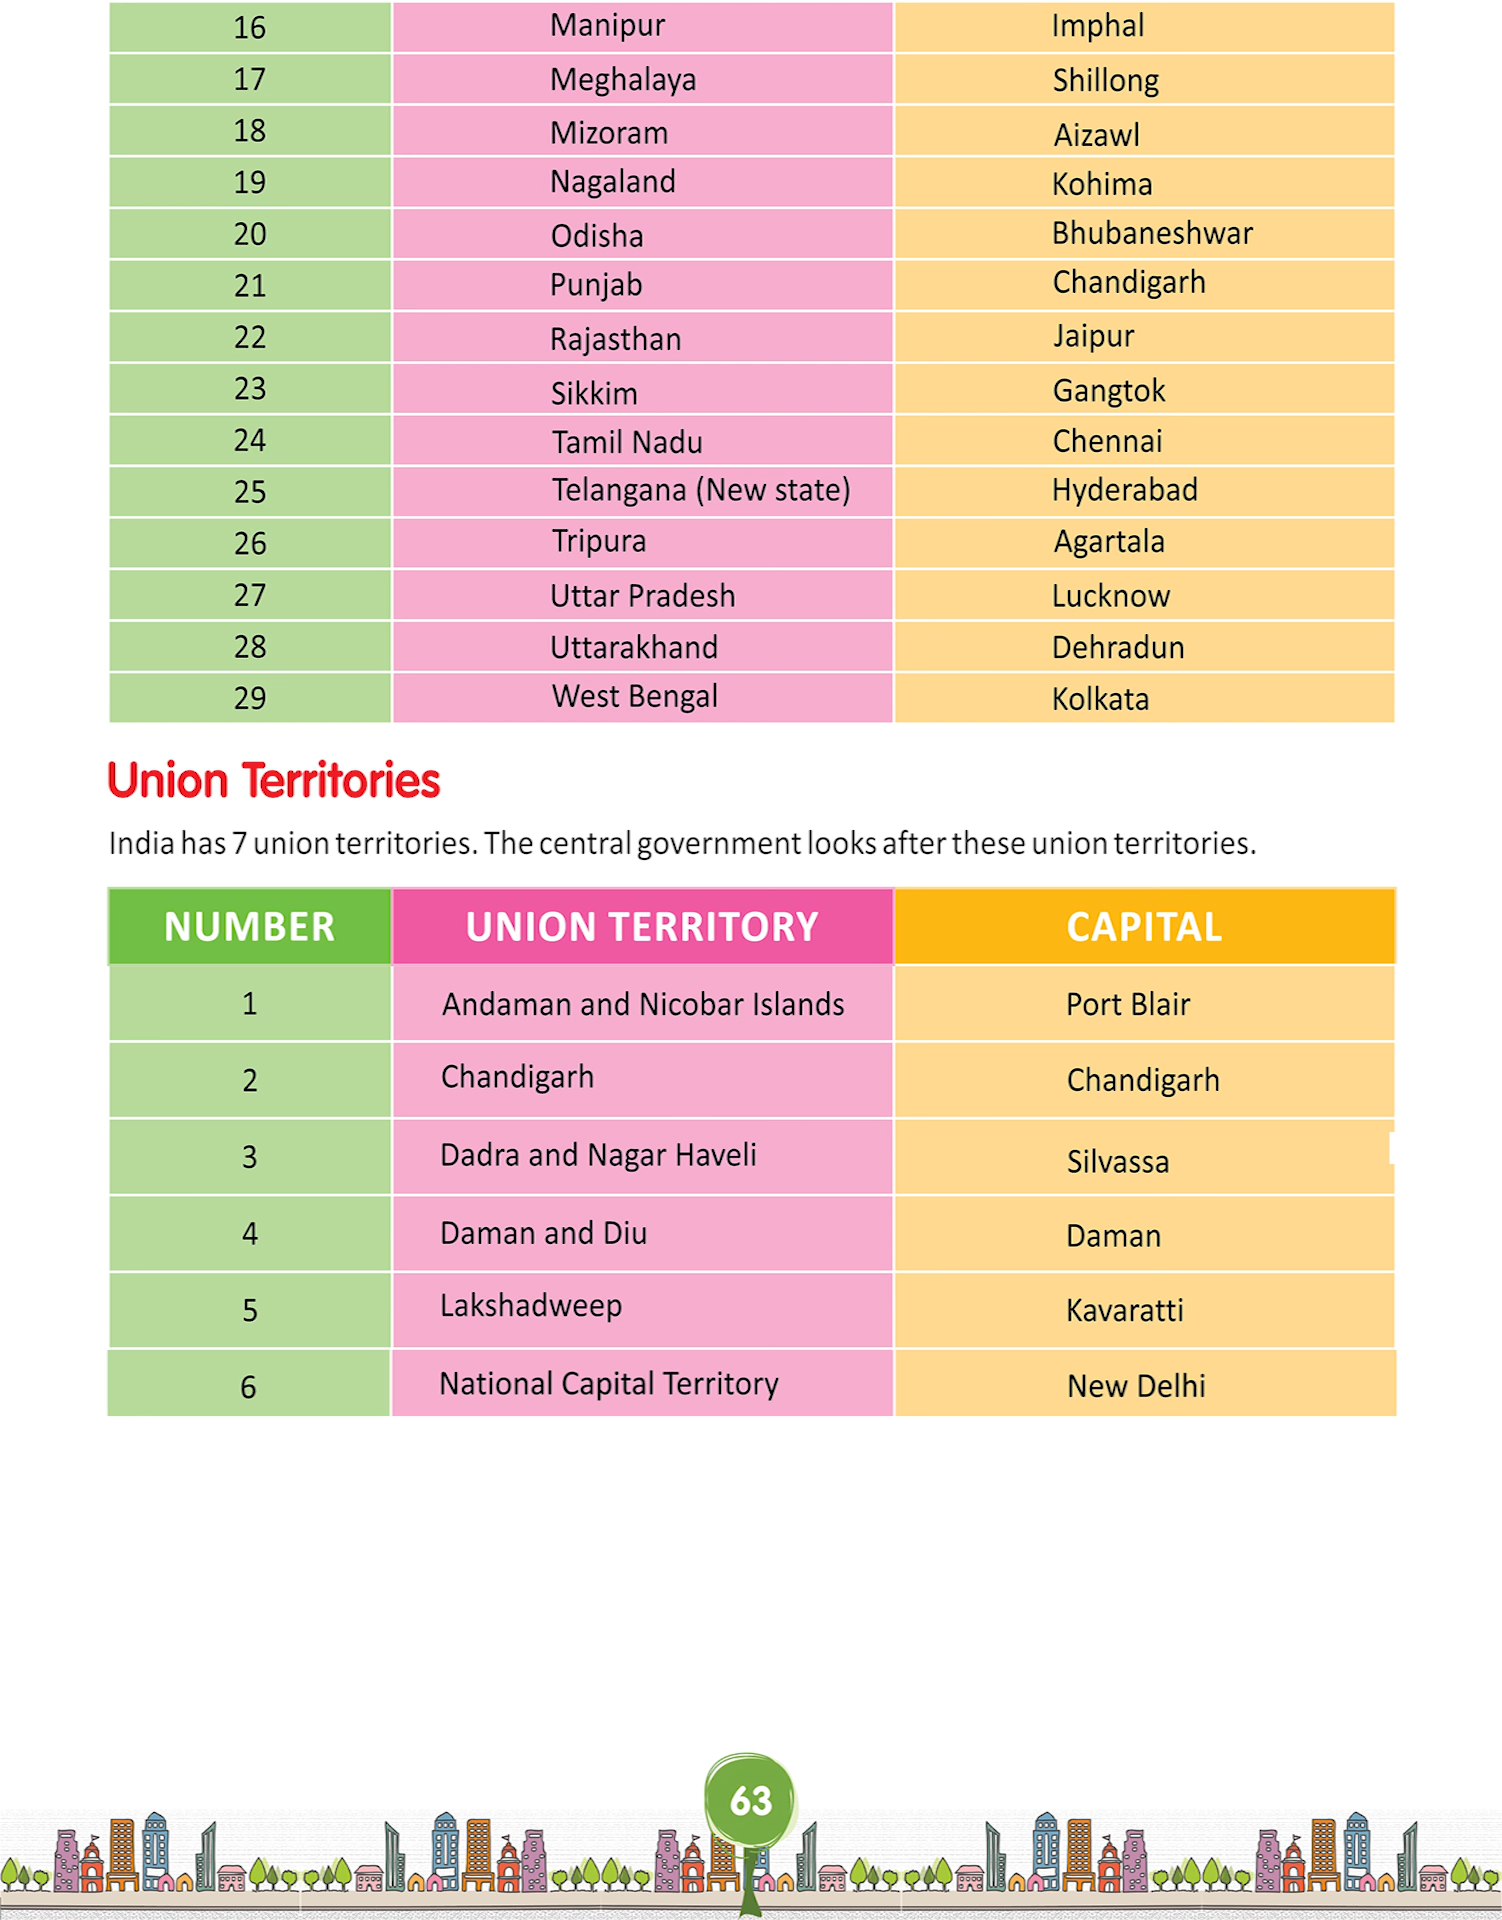 16 Manipur Imphal
17 Meghalaya Shillong
18 Mizoram Aizawl
19 Nagaland Kohima
20 Odisha Bhubaneshwar
21 Punjab Chandigarh
22 Rajasthan Jaipur
23 Sikkim Gangtok
24 Tamil Nadu Chennai
25 Telangana (New state) Hyderabad
26 Tripura Agartala
27 Uttar Pradesh Lucknow
28 Uttarakhand Dehradun
29 West Bengal Kolkata
Union Territories
India has 7 union territories. The central government looks after these union territories.
NUMBER UNION TERRITORY CAPITAL
1 Andaman and Nicobar Islands Port Blair
2 Chandigarh Chandigarh
3 Dadra and Nagar Haveli Silvassa
4 Daman and Diu Daman
5 Lakshadweep Kavaratti
6 National Capital Territory New Delhi
63